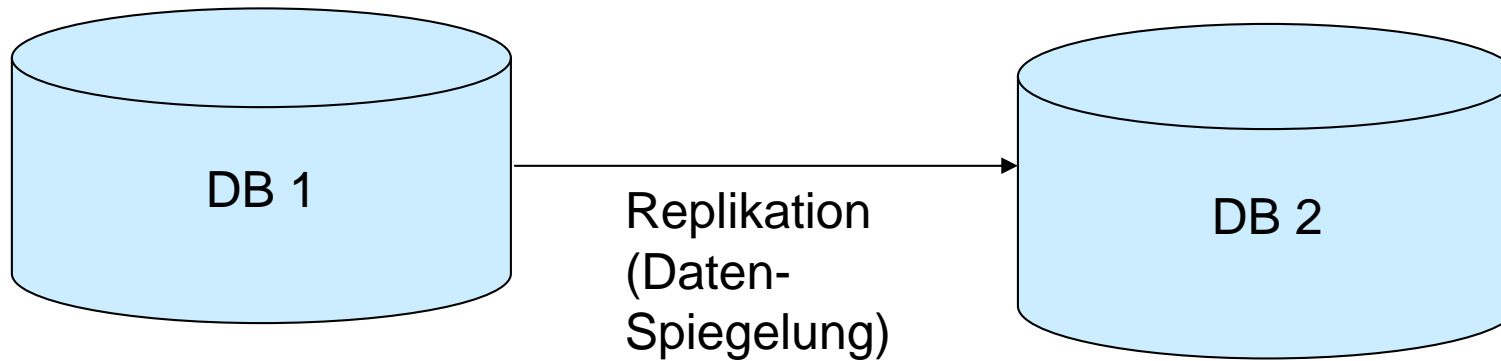 DB 1
Replikation
(Daten-
Spiegelung)
DB 2